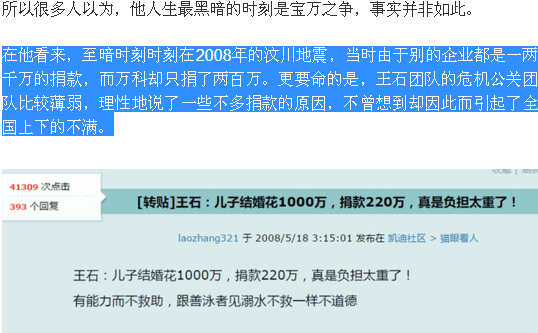 所以很多人以为，他人生最黑暗的时刻是宝万之争，事实并非如此。
在他看来，至暗时刻时刻在2008年的汶川地震，当时由于别的企业都是一两
千万的捐款，而万科却只捐了两百万。更要命的是，王石团队的危机公关团
队比较薄弱，理性地说了一些不多捐款的原因，不曾想到却因此而引起了全
国上下的不满。
41309 次点击
393 个回复
[转贴]王石：儿子结婚花1000万，捐款220万，真是负担太重了！
laozhang321 于 2008/5/18 3:15:01 发布在 凯迪社区 > 猫眼看人
王石：儿子结婚花1000万，捐款220万，真是负担太重了！
有能力而不救助，跟善泳者见溺水不救一样不道德